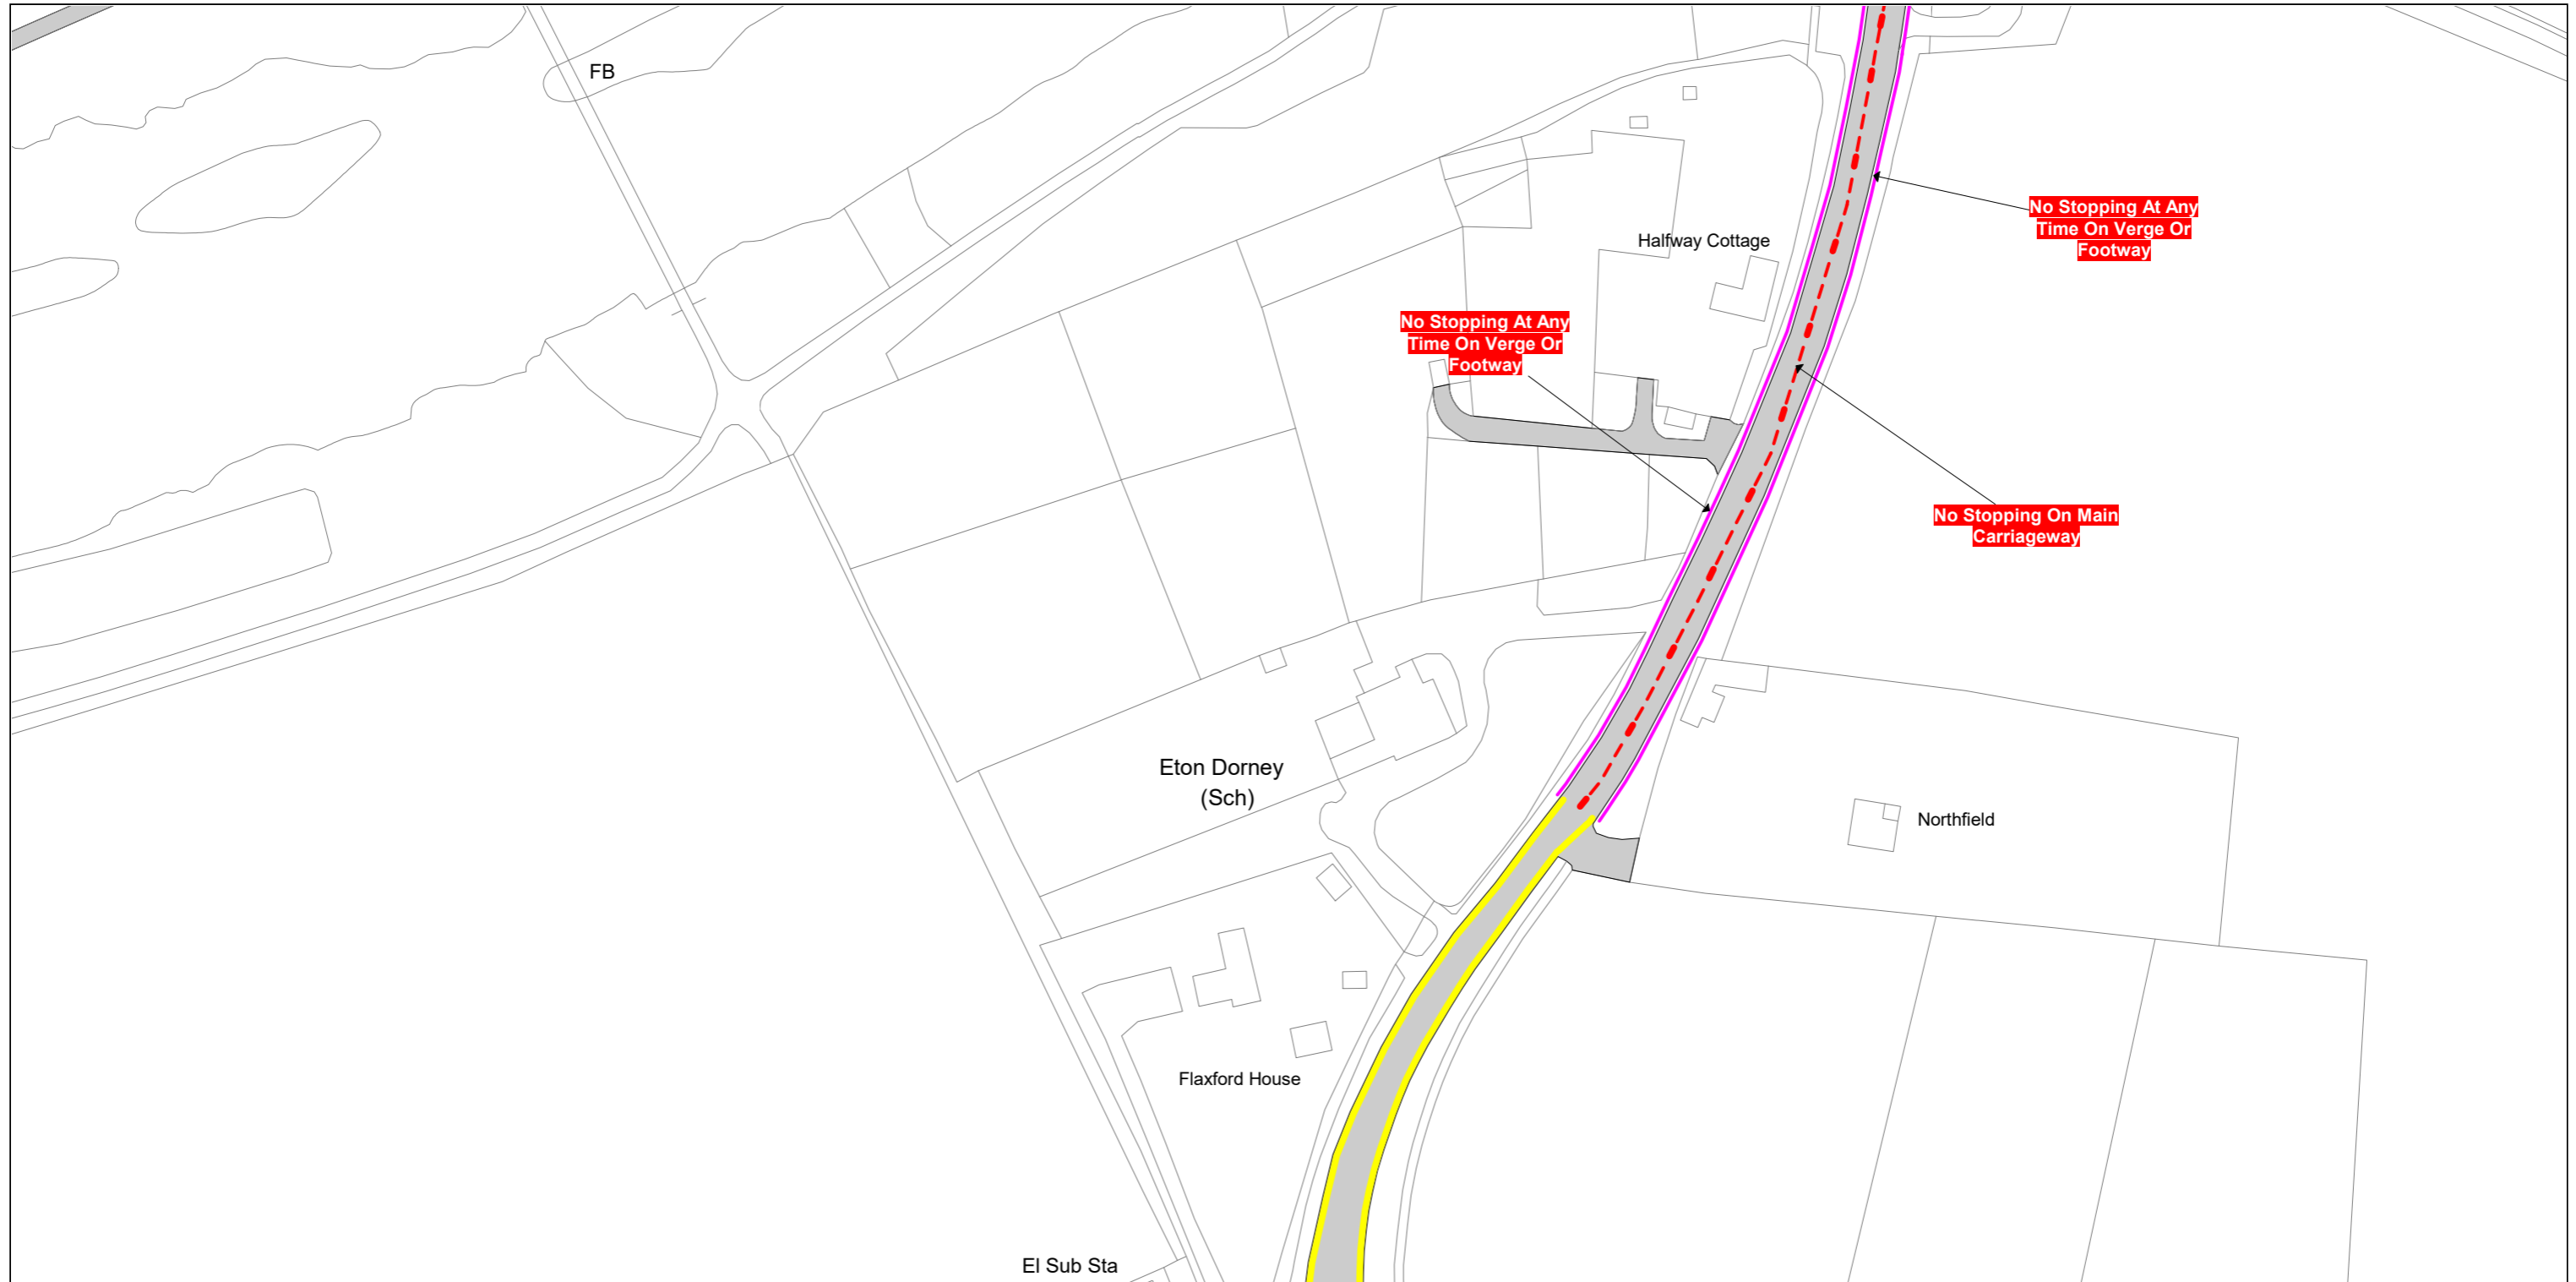 FB
No Stopping At Any
Time On Verge Or
Footway
Halfway Cottage
No Stopping At Any
Time On Verge Or
Footway
No Stopping On Main
Carriageway
Eton Dorney
(Sch)
Northfield
Flaxford House
El Sub Sta